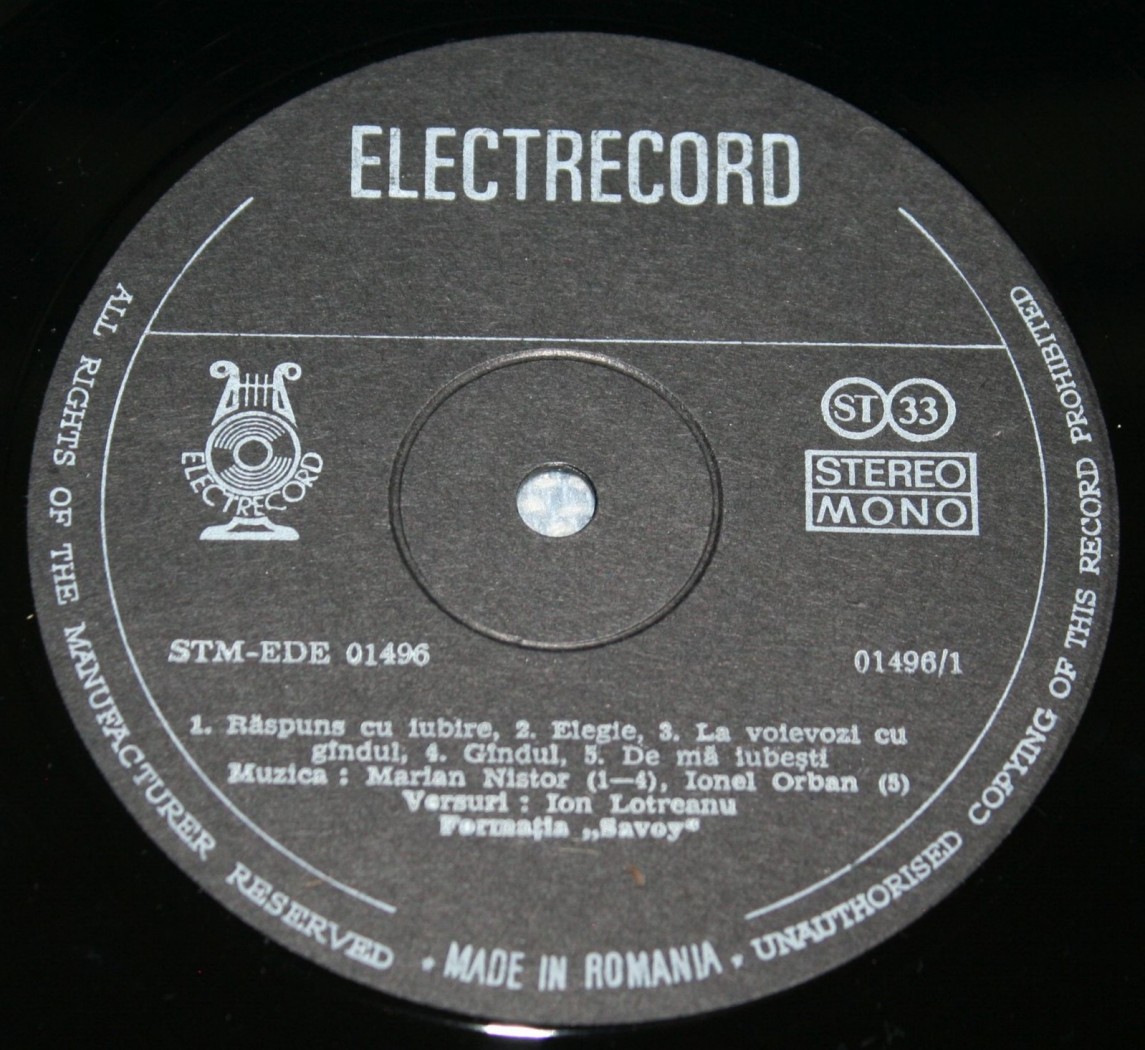 ELECTRECORD
ALL RIGHTS OF THE MANUFACTURER RESERVED
ELECTRECORD
ST 33
STEREO
MONO
STM-EDE 01496
01496/1
1. Răspuns cu iubire, 2. Elegie, 3. La voievozi cu
gîndul, 4. Gîndul, 5. De mă iubești
Muzica : Marian Nistor (1—4), Ionel Orban (5)
Versuri : Ion Lotreanu
Formația „Savoy”
• MADE IN ROMANIA •
UNAUTHORISED COPYING OF THIS RECORD PROHIBITED